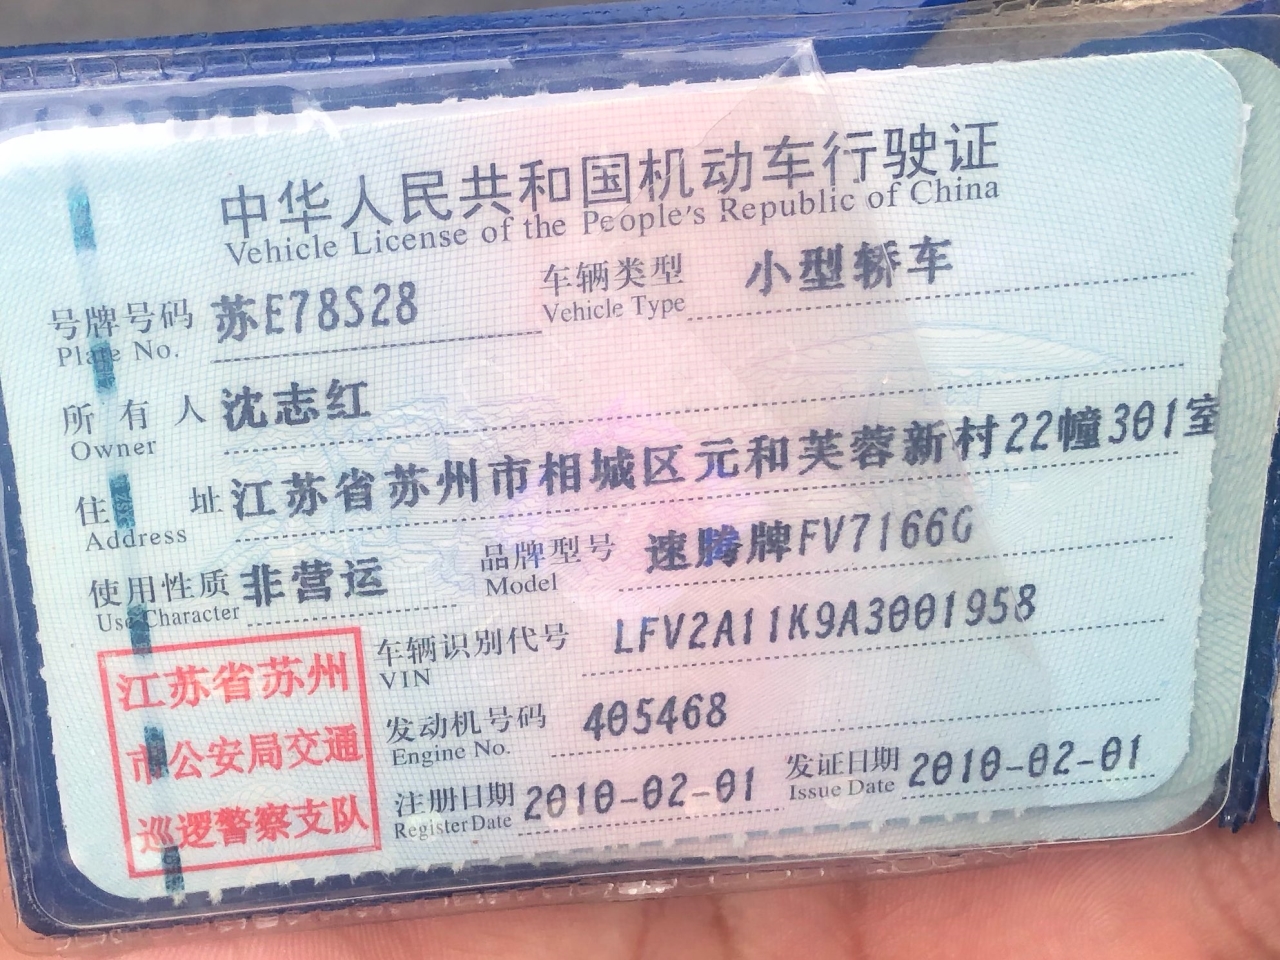 中华人民共和国机动车行驶证
Vehicle License of the People's Republic of China
号牌号码 苏E78S28 车辆类型 小型轿车
Plate No. Vehicle Type
所有人 沈志红
Owner
住址 江苏省苏州市相城区元和芙蓉新村22幢301室
Address
使用性质 非营运 品牌型号 速腾牌FV7166G
Use Character Model
车辆识别代号 LFV2A11K9A3001958
VIN
发动机号码 405468
Engine No.
注册日期 2010-02-01 发证日期 2010-02-01
Register Date Issue Date
江苏省苏州
市公安局交通
巡逻警察支队